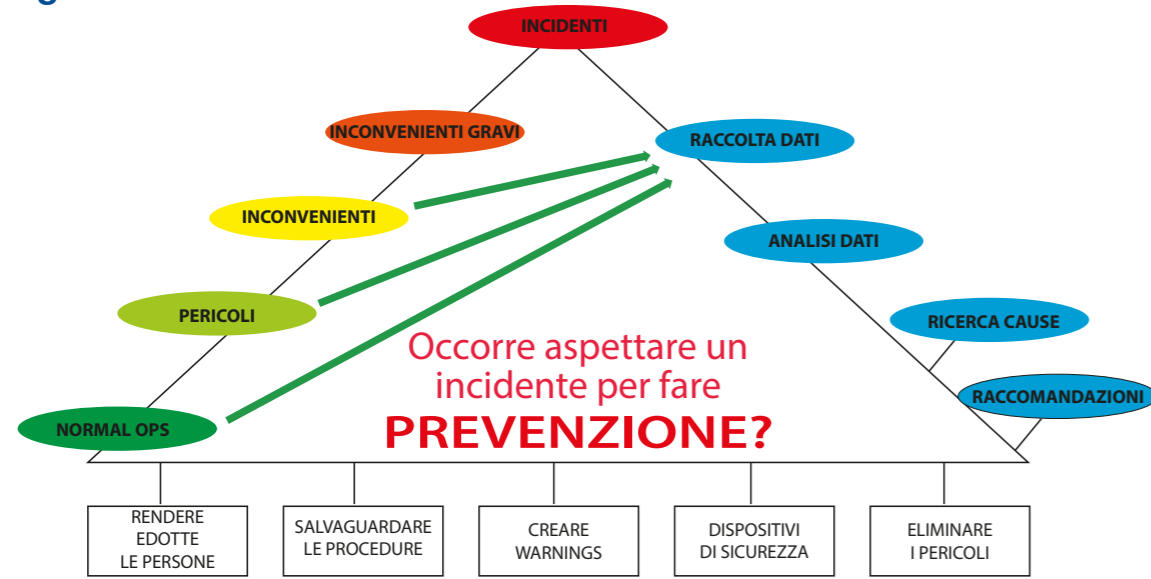 INCIDENTI
INCONVENIENTI GRAVI
RACCOLTA DATI
INCONVENIENTI
ANALISI DATI
PERICOLI
RICERCA CAUSE
Occorre aspettare un
incidente per fare
PREVENZIONE?
RACCOMANDAZIONI
NORMAL OPS
RENDERE
EDOTTE
LE PERSONE
SALVAGUARDARE
LE PROCEDURE
CREARE
WARNINGS
DISPOSITIVI
DI SICUREZZA
ELIMINARE
I PERICOLI